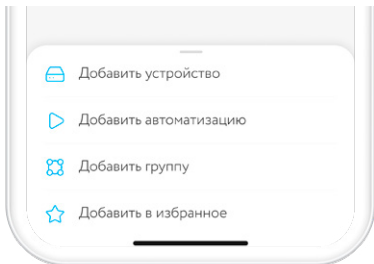 Добавить устройство
Добавить автоматизацию
Добавить группу
Добавить в избранное